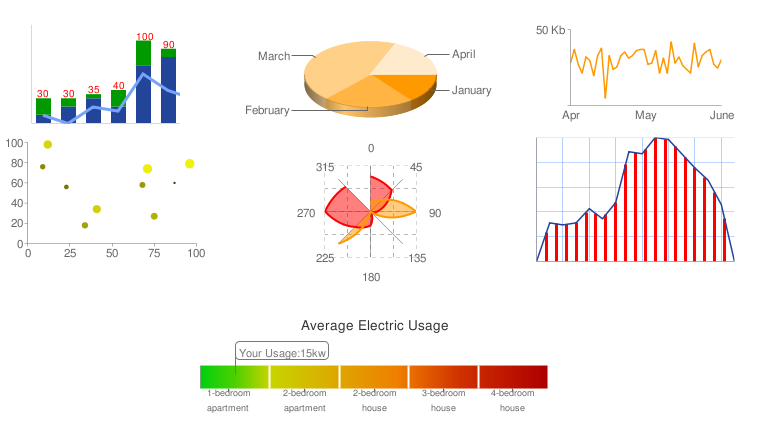 30 30 35 40 100 90
March
April
January
February
50 Kb
Apr May June
100
80
60
40
20
0
0 25 50 75 100
0
45
90
135
180
225
270
315
Average Electric Usage
Your Usage:15kw
1-bedroom 2-bedroom 2-bedroom 3-bedroom 4-bedroom
apartment apartment house house house